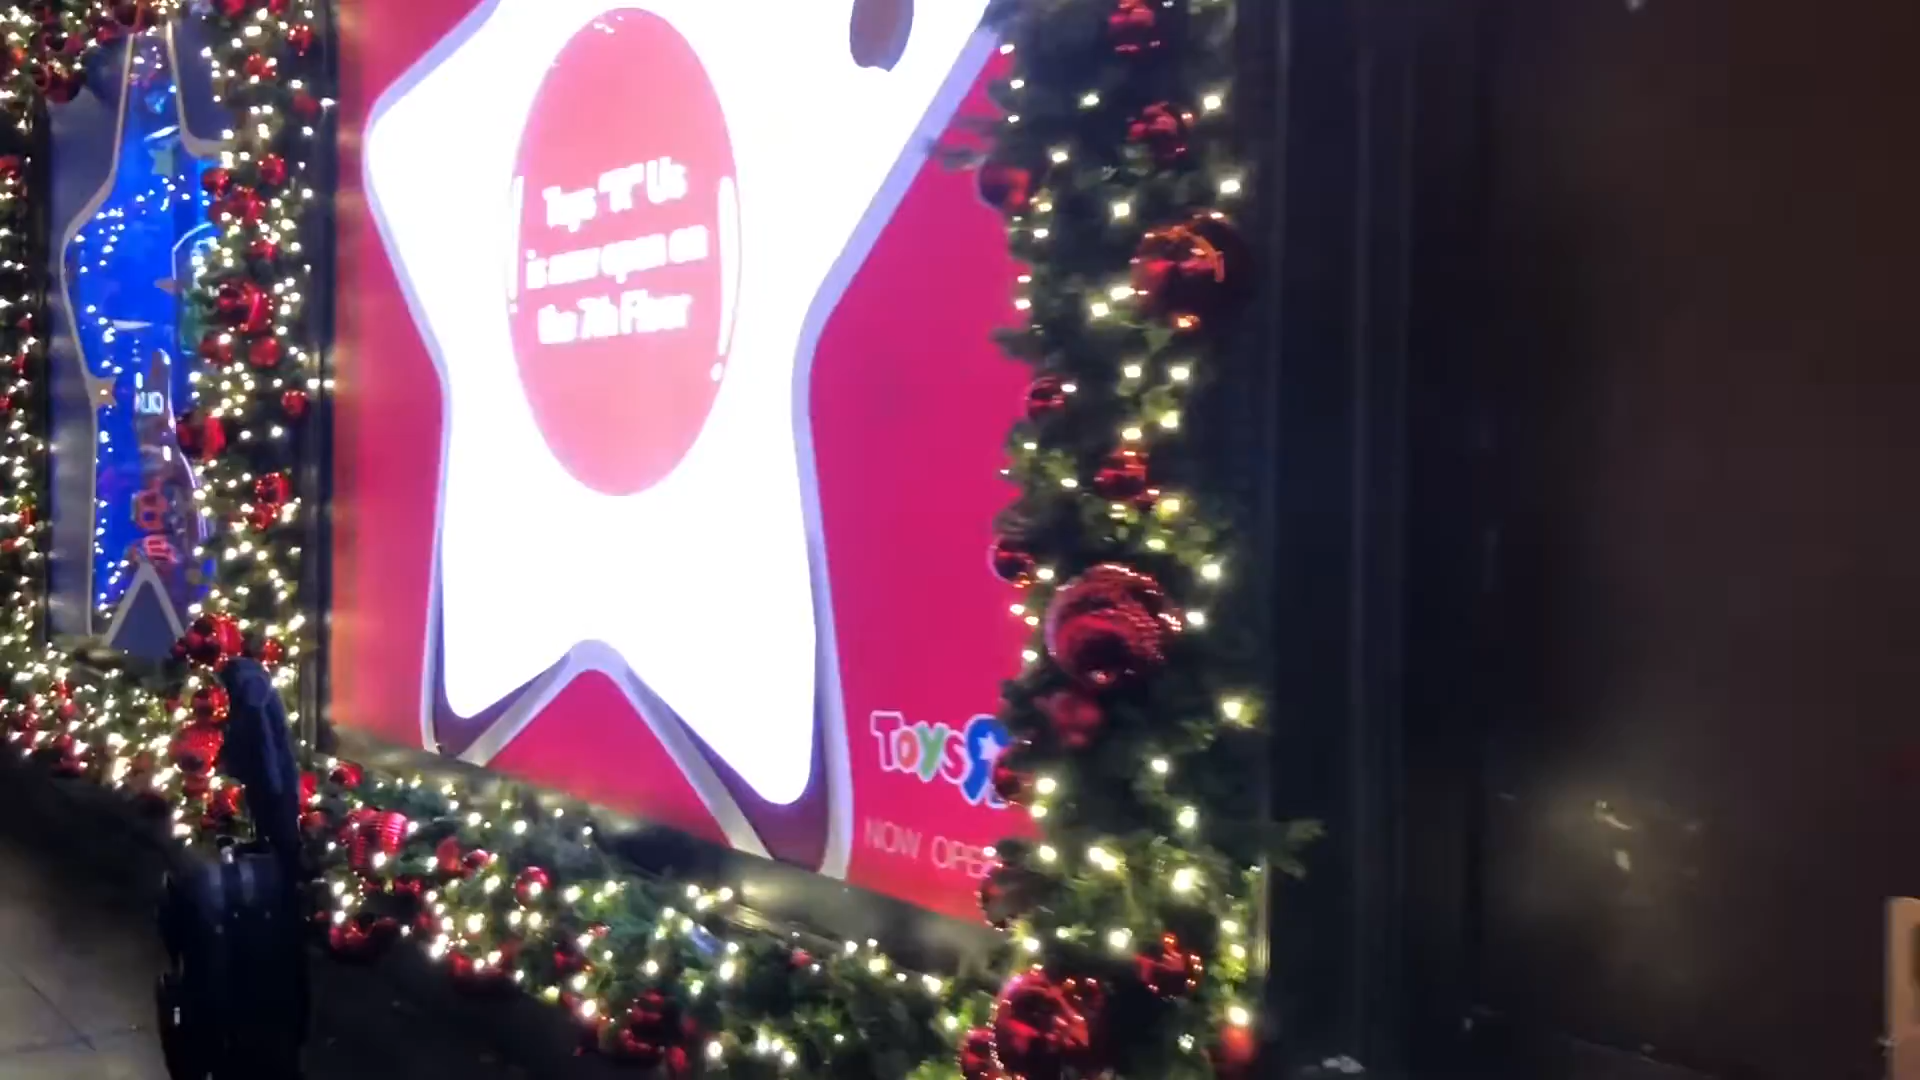 Toys "R" Us
is now open on
the 7th Floor
Toys R
NOW OPE